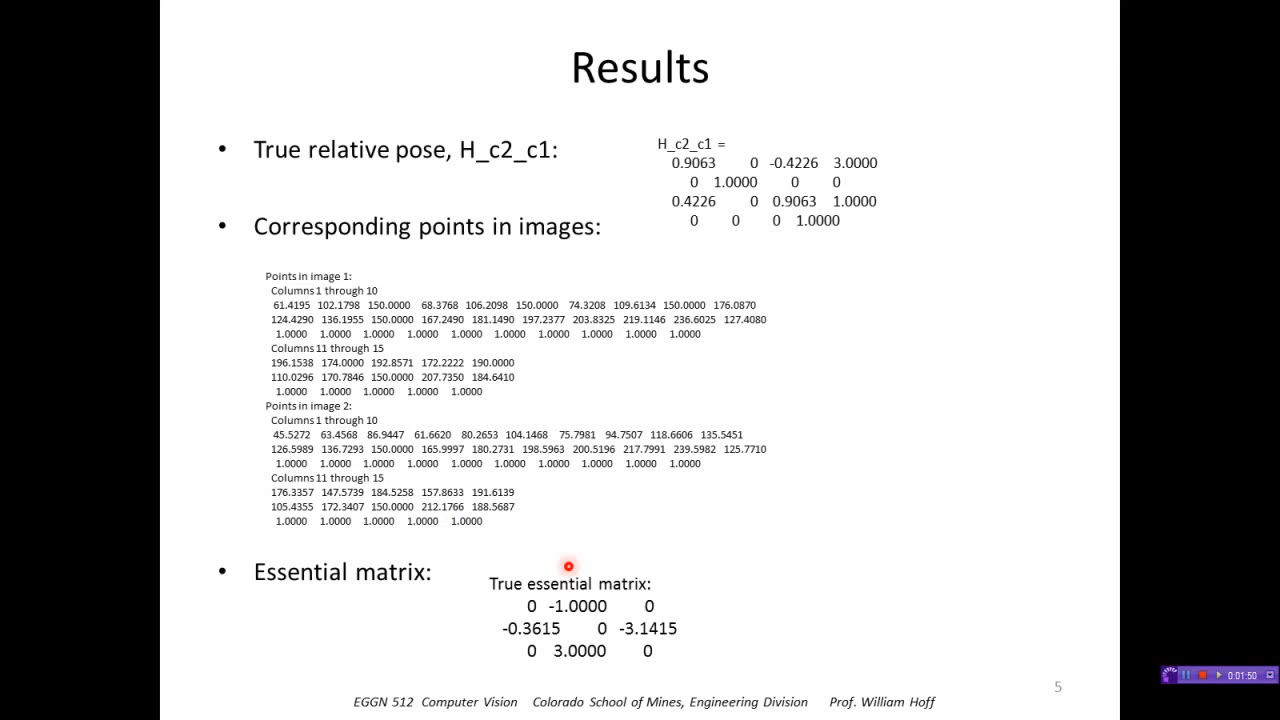 Results
• True relative pose, H_c2_c1:
H_c2_c1 =
0.9063 0 -0.4226 3.0000
0 1.0000 0 0
0.4226 0 0.9063 1.0000
0 0 0 1.0000
• Corresponding points in images:
Points in image 1:
Columns 1 through 10
61.4195 102.1798 150.0000 68.3768 106.2098 150.0000 74.3208 109.6134 150.0000 176.0870
124.4290 136.1955 150.0000 167.2490 181.1490 197.2377 203.8325 219.1146 236.6025 127.4080
1.0000 1.0000 1.0000 1.0000 1.0000 1.0000 1.0000 1.0000 1.0000 1.0000
Columns 11 through 15
196.1538 174.0000 192.8571 172.2222 190.0000
110.0296 170.7846 150.0000 207.7350 184.6410
1.0000 1.0000 1.0000 1.0000 1.0000
Points in image 2:
Columns 1 through 10
45.5272 63.4568 86.9447 61.6620 80.2653 104.1468 75.7981 94.7507 118.6606 135.5451
126.5989 136.7293 150.0000 165.9997 180.2731 198.5963 200.5196 217.7991 239.5982 125.7710
1.0000 1.0000 1.0000 1.0000 1.0000 1.0000 1.0000 1.0000 1.0000 1.0000
Columns 11 through 15
176.3357 147.5739 184.5258 157.8633 191.6139
105.4355 172.3407 150.0000 212.1766 188.5687
1.0000 1.0000 1.0000 1.0000 1.0000
• Essential matrix:
True essential matrix:
0 -1.0000 0
-0.3615 0 -3.1415
0 3.0000 0
5
EGGN 512 Computer Vision Colorado School of Mines, Engineering Division Prof. William Hoff
0:01:50